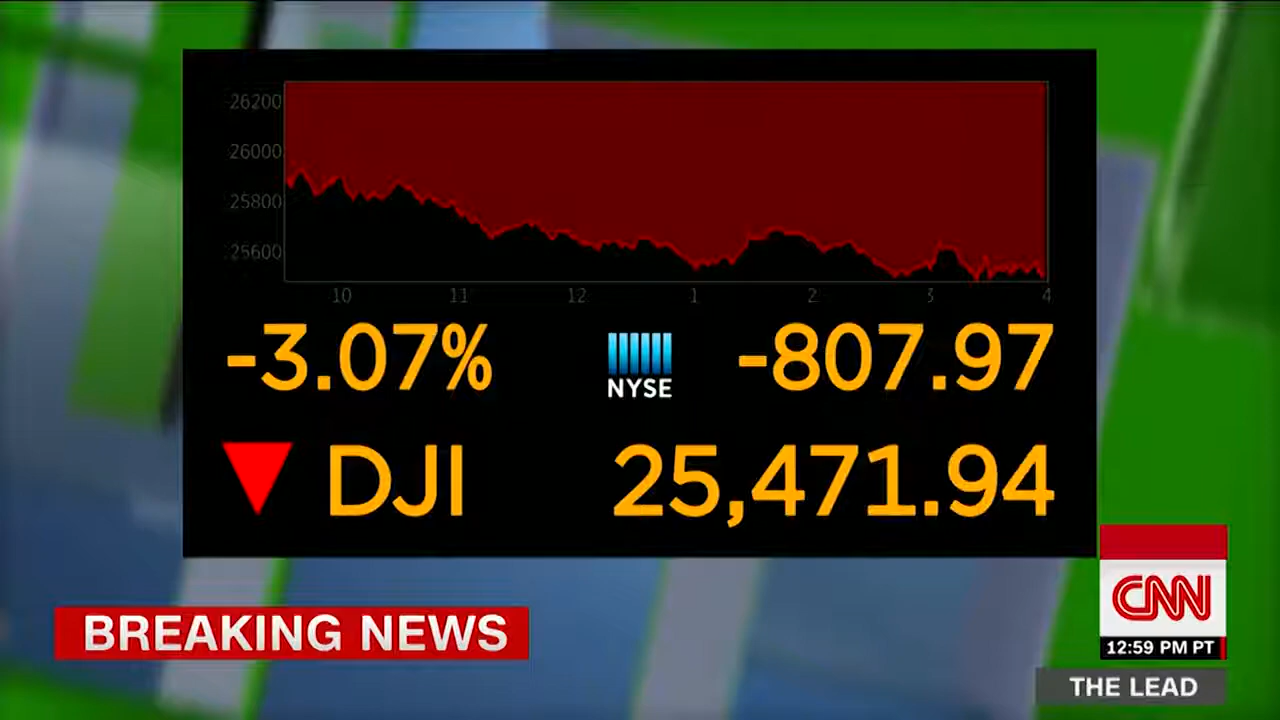 26200
26000
25800
25600
10 11 12 1 2 3 4
-3.07% NYSE -807.97
DJI 25,471.94
BREAKING NEWS
CNN
12:59 PM PT
THE LEAD